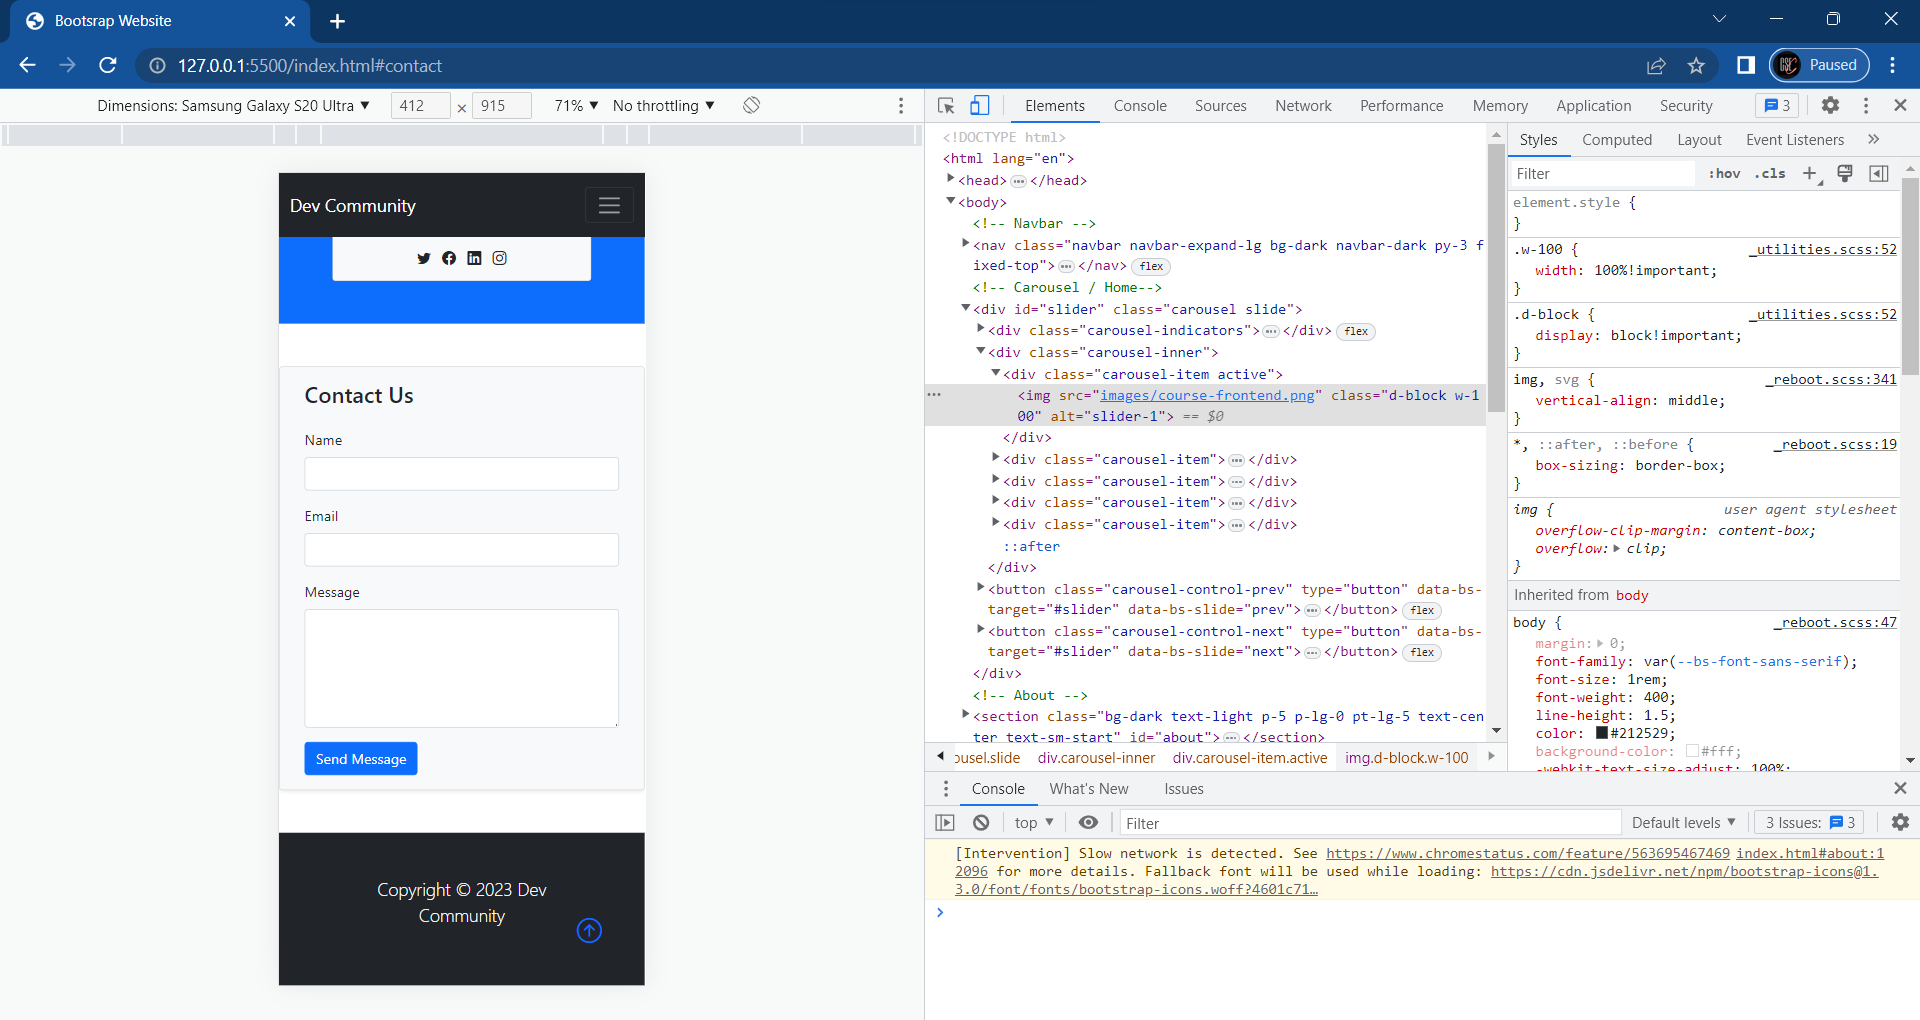 Bootsrap Website
127.0.0.1:5500/index.html#contact
Paused
Dimensions: Samsung Galaxy S20 Ultra ▼ 412 × 915 71% ▼ No throttling ▼
Dev Community
Contact Us
Name
Email
Message
Send Message
Copyright © 2023 Dev
Community
Elements Console Sources Network Performance Memory Application Security 3
<!DOCTYPE html>
<html lang="en">
<head> ⋯ </head>
<body>
<!-- Navbar -->
<nav class="navbar navbar-expand-lg bg-dark navbar-dark py-3 f
ixed-top"> ⋯ </nav> flex
<!-- Carousel / Home-->
<div id="slider" class="carousel slide">
<div class="carousel-indicators"> ⋯ </div> flex
<div class="carousel-inner">
<div class="carousel-item active">
<img src="images/course-frontend.png" class="d-block w-1
00" alt="slider-1"> == $0
</div>
<div class="carousel-item"> ⋯ </div>
<div class="carousel-item"> ⋯ </div>
<div class="carousel-item"> ⋯ </div>
<div class="carousel-item"> ⋯ </div>
::after
</div>
<button class="carousel-control-prev" type="button" data-bs-
target="#slider" data-bs-slide="prev"> ⋯ </button> flex
<button class="carousel-control-next" type="button" data-bs-
target="#slider" data-bs-slide="next"> ⋯ </button> flex
</div>
<!-- About -->
<section class="bg-dark text-light p-5 p-lg-0 pt-lg-5 text-cen
ter text-sm-start" id="about"> ⋯ </section>
ousel.slide div.carousel-inner div.carousel-item.active img.d-block.w-100
Styles Computed Layout Event Listeners »
Filter :hov .cls +
element.style {
}
.w-100 { _utilities.scss:52
width: 100%!important;
}
.d-block { _utilities.scss:52
display: block!important;
}
img, svg { _reboot.scss:341
vertical-align: middle;
}
*, ::after, ::before { _reboot.scss:19
box-sizing: border-box;
}
img { user agent stylesheet
overflow-clip-margin: content-box;
overflow: clip;
}
Inherited from body
body { _reboot.scss:47
margin: 0;
font-family: var(--bs-font-sans-serif);
font-size: 1rem;
font-weight: 400;
line-height: 1.5;
color: #212529;
background-color: #fff;
-webkit-text-size-adjust: 100%;
Console What's New Issues
top ▼ Filter Default levels ▼ 3 Issues: 3
[Intervention] Slow network is detected. See https://www.chromestatus.com/feature/563695467469 index.html#about:1
2096 for more details. Fallback font will be used while loading: https://cdn.jsdelivr.net/npm/bootstrap-icons@1.
3.0/font/fonts/bootstrap-icons.woff?4601c71…